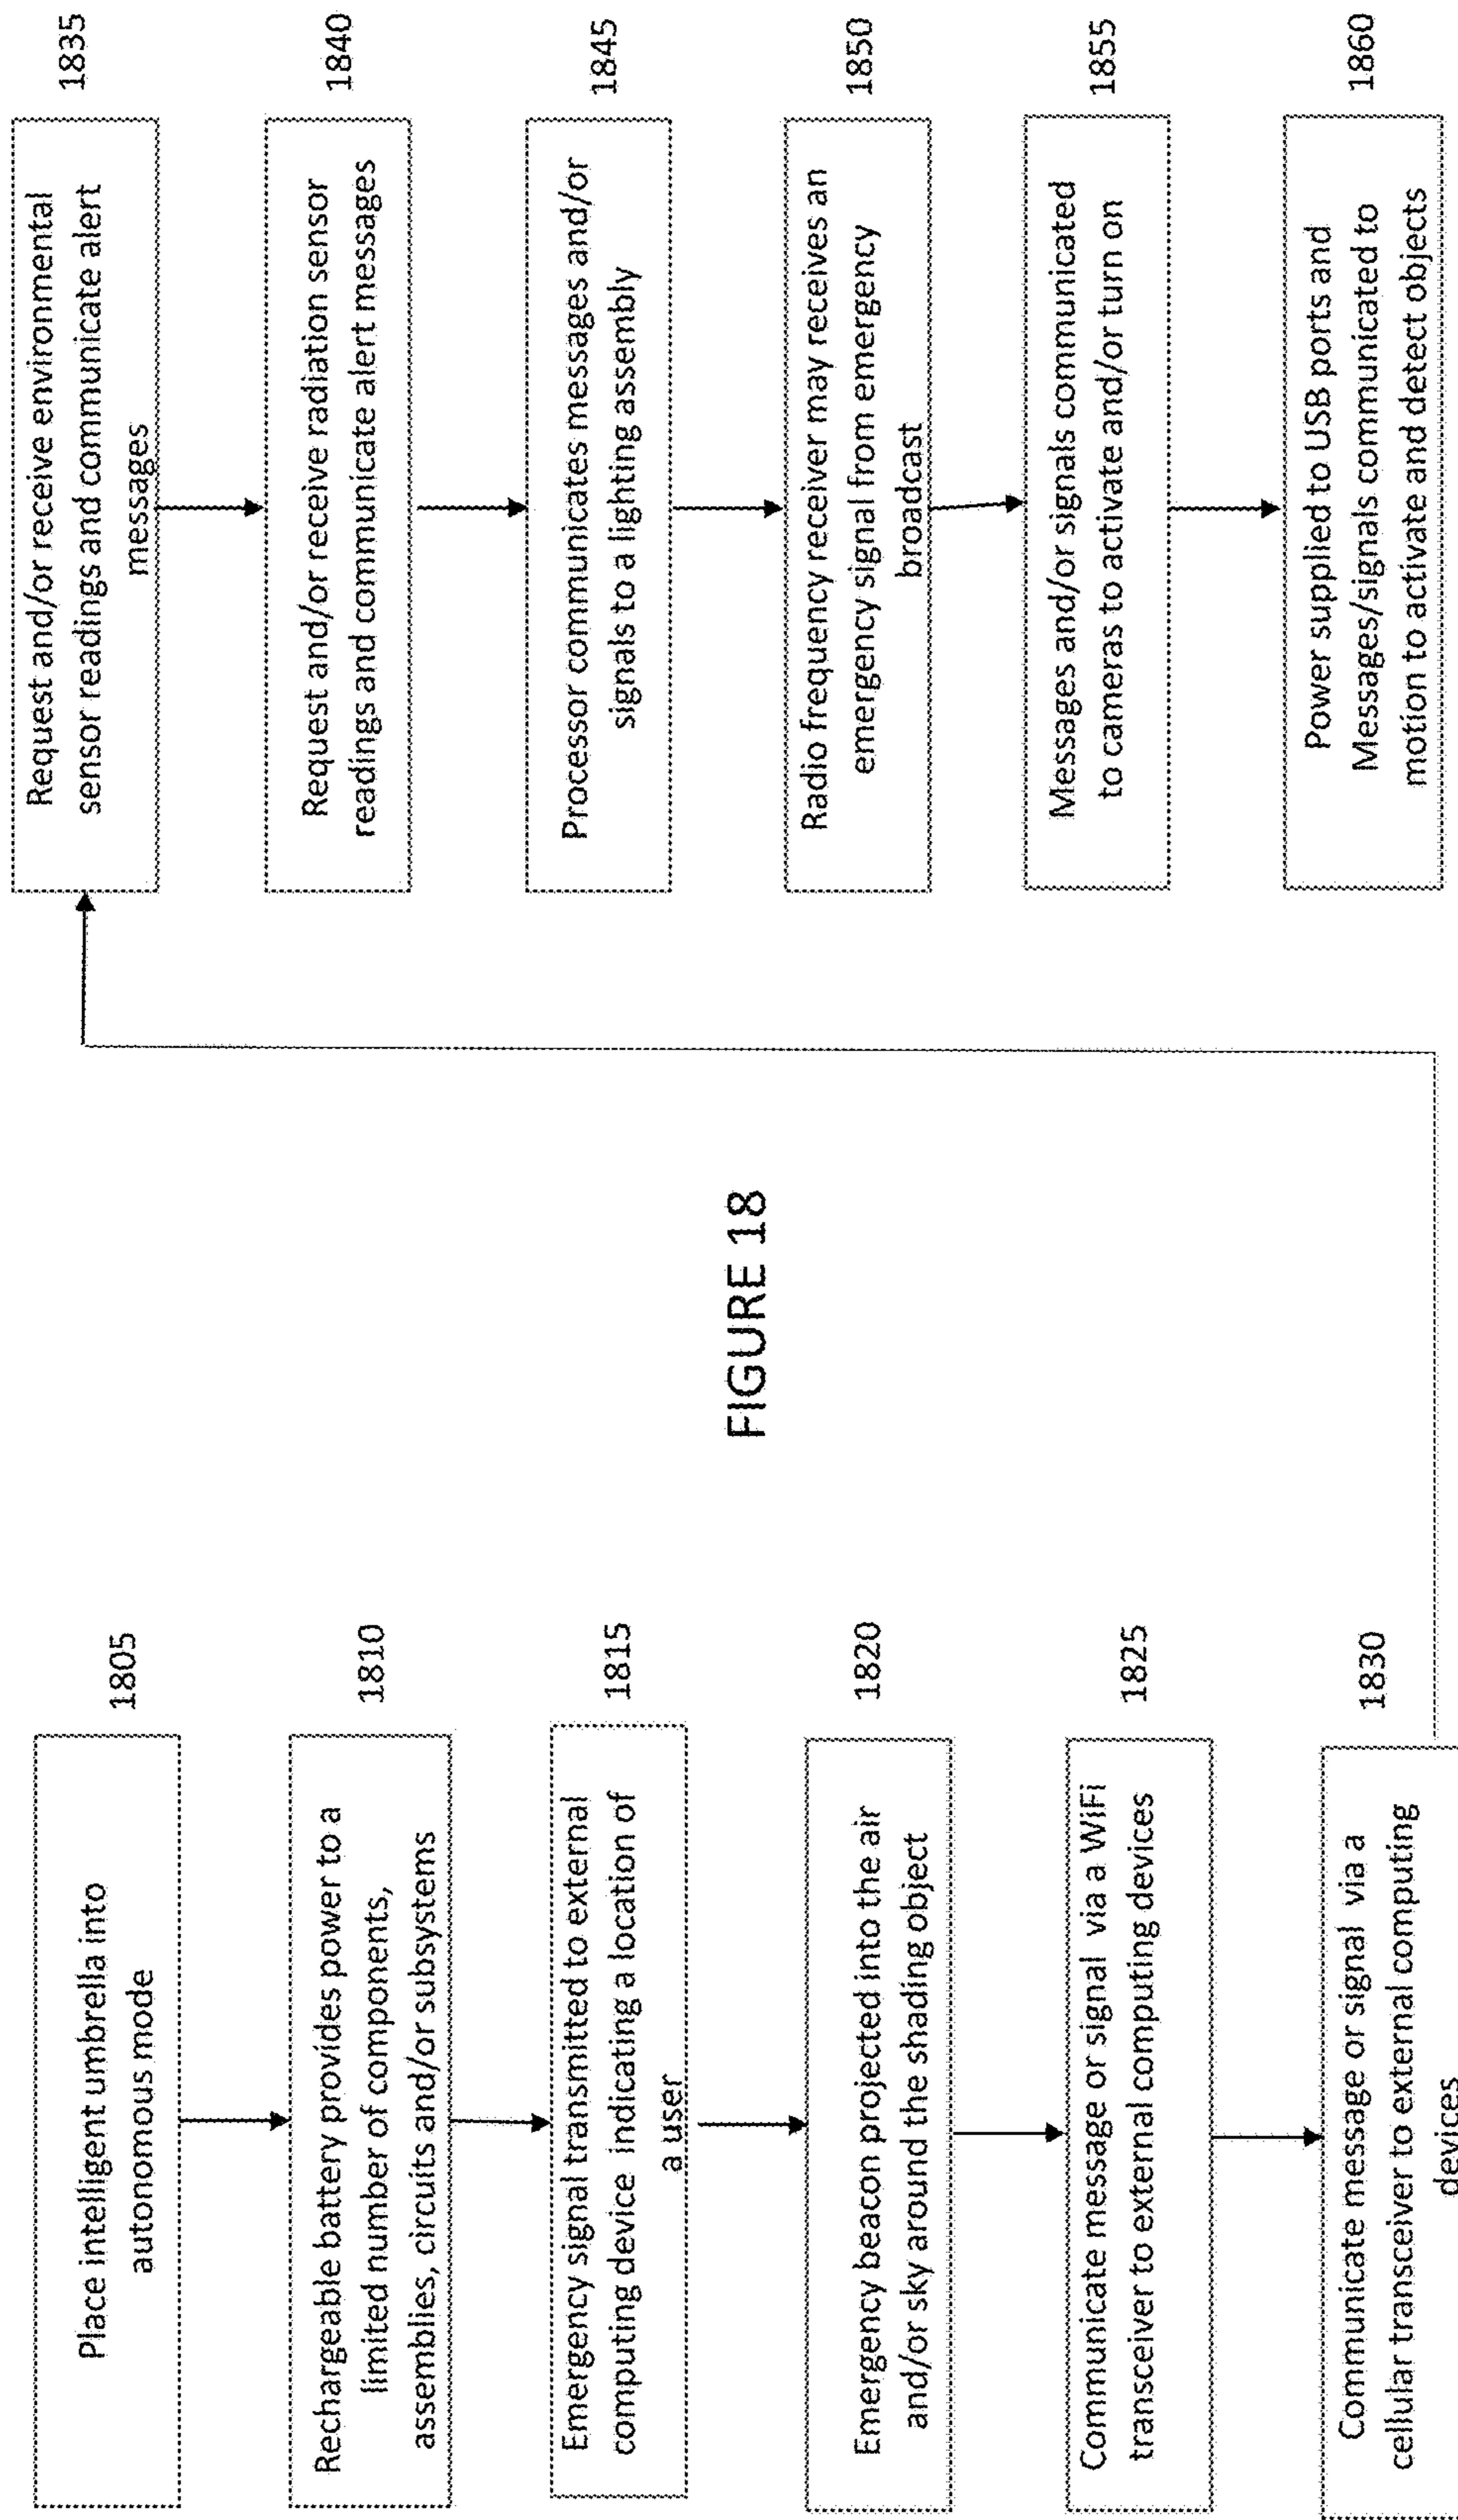 Place intelligent umbrella into
autonomous mode
1805
Rechargeable battery provides power to a
limited number of components,
assemblies, circuits and/or subsystems
1810
Emergency signal transmitted to external
computing device indicating a location of
a user
1815
Emergency beacon projected into the air
and/or sky around the shading object
1820
Communicate message or signal via a WiFi
transceiver to external computing devices
1825
Communicate message or signal via a
cellular transceiver to external computing
devices
1830
FIGURE 18
Request and/or receive environmental
sensor readings and communicate alert
messages
1835
Request and/or receive radiation sensor
readings and communicate alert messages
1840
Processor communicates messages and/or
signals to a lighting assembly
1845
Radio frequency receiver may receives an
emergency signal from emergency
broadcast
1850
Messages and/or signals communicated
to cameras to activate and/or turn on
1855
Power supplied to USB ports and
Messages/signals communicated to
motion to activate and detect objects
1860